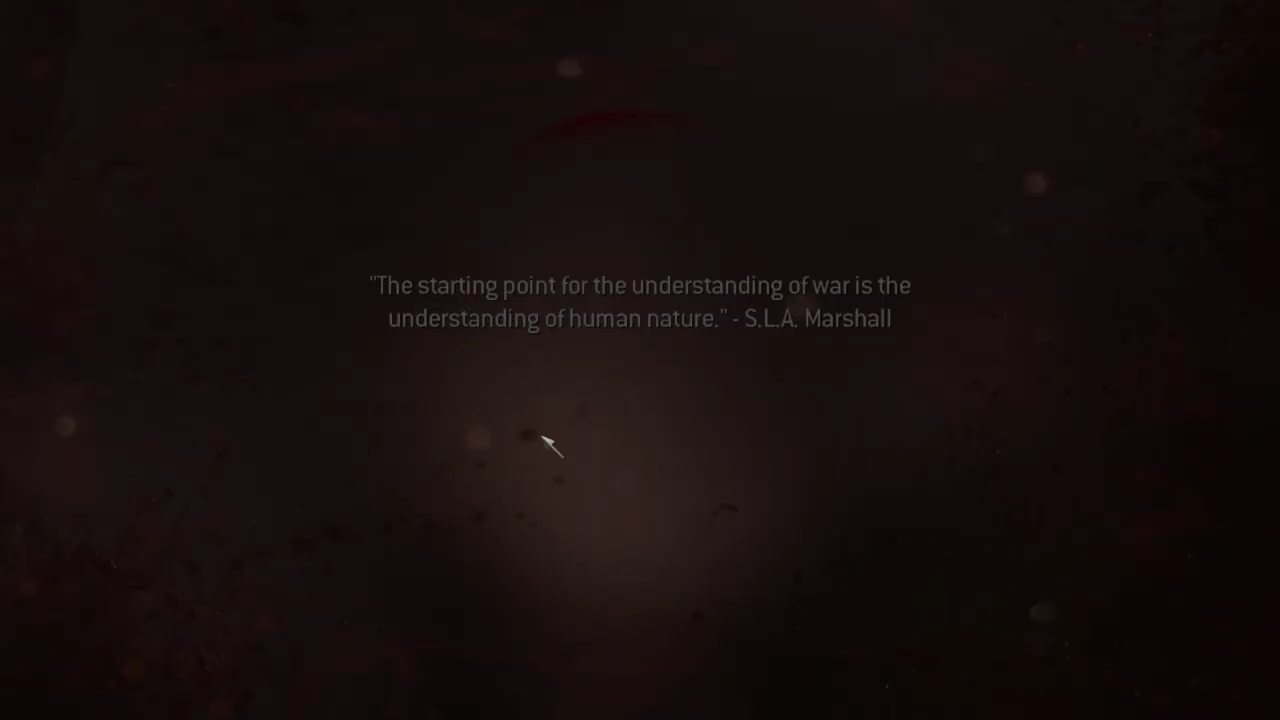 "The starting point for the understanding of war is the
understanding of human nature." - S.L.A. Marshall